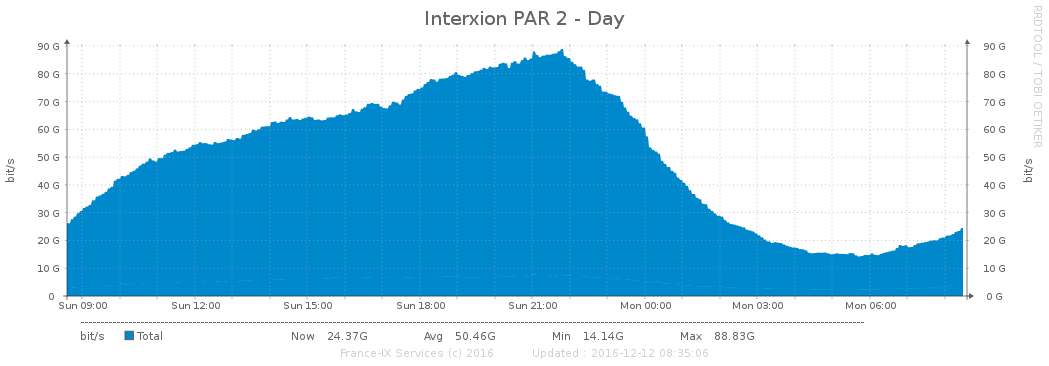 Interxion PAR 2 - Day
RRDTOOL / TOBI OETIKER
bit/s
90 G 90 G
80 G 80 G
70 G 70 G
60 G 60 G
50 G 50 G
40 G 40 G
30 G 30 G
20 G 20 G
10 G 10 G
0 0 G
bit/s
Sun 09:00 Sun 12:00 Sun 15:00 Sun 18:00 Sun 21:00 Mon 00:00 Mon 03:00 Mon 06:00
bit/s Total Now 24.37G Avg 50.46G Min 14.14G Max 88.83G
France-IX Services (c) 2016 Updated : 2016-12-12 08:35:06